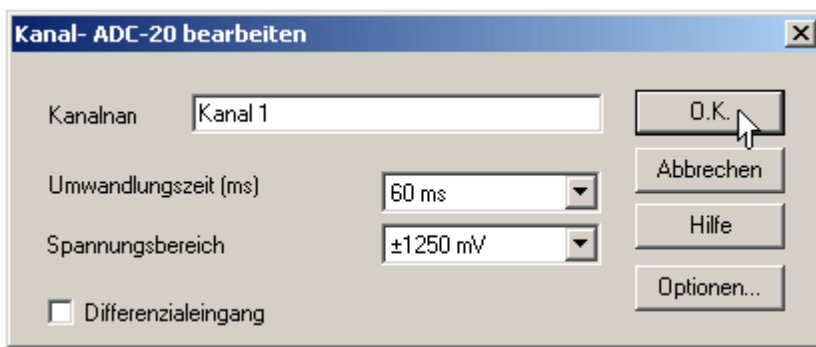 Kanal- ADC-20 bearbeiten
Kanalnan Kanal 1
O.K.
Umwandlungszeit (ms) 60 ms
Abbrechen
Spannungsbereich ±1250 mV
Hilfe
Differenzialeingang
Optionen...